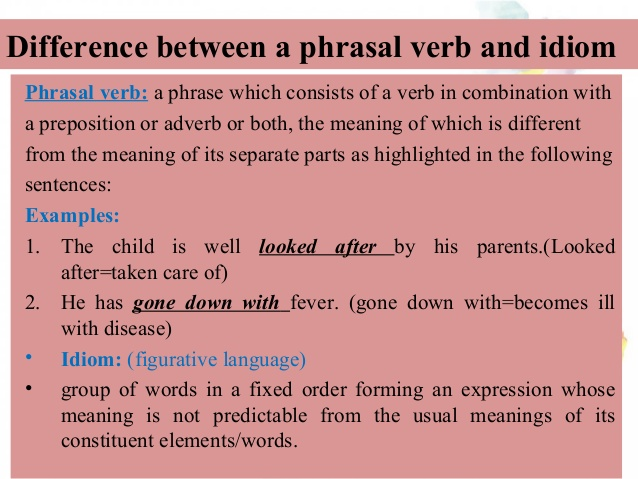 Difference between a phrasal verb and idiom
Phrasal verb: a phrase which consists of a verb in combination with
a preposition or adverb or both, the meaning of which is different
from the meaning of its separate parts as highlighted in the following
sentences:
Examples:
1. The child is well looked after by his parents.(Looked
after=taken care of)
2. He has gone down with fever. (gone down with=becomes ill
with disease)
• Idiom: (figurative language)
• group of words in a fixed order forming an expression whose
meaning is not predictable from the usual meanings of its
constituent elements/words.